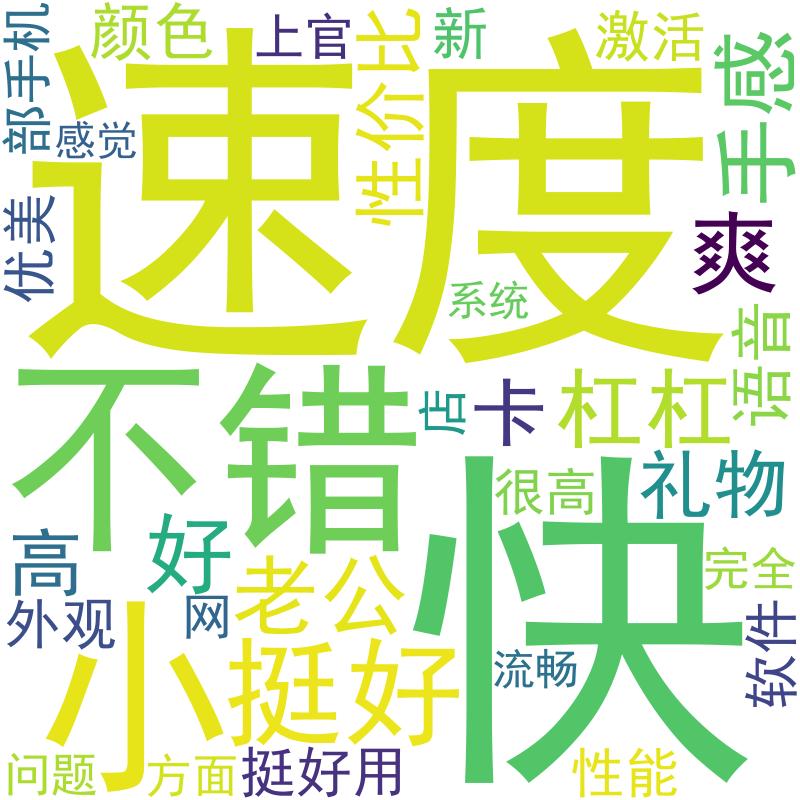 颜色
上官
性价比
新
激活
部手机
手感
速度
感觉
优美
爽
系统
语音
不错
店
卡
杠杠
快
很高
礼物
好
高
老公
完全
外观
网
小
挺好
流畅
软件
问题
方面
挺好用
性能